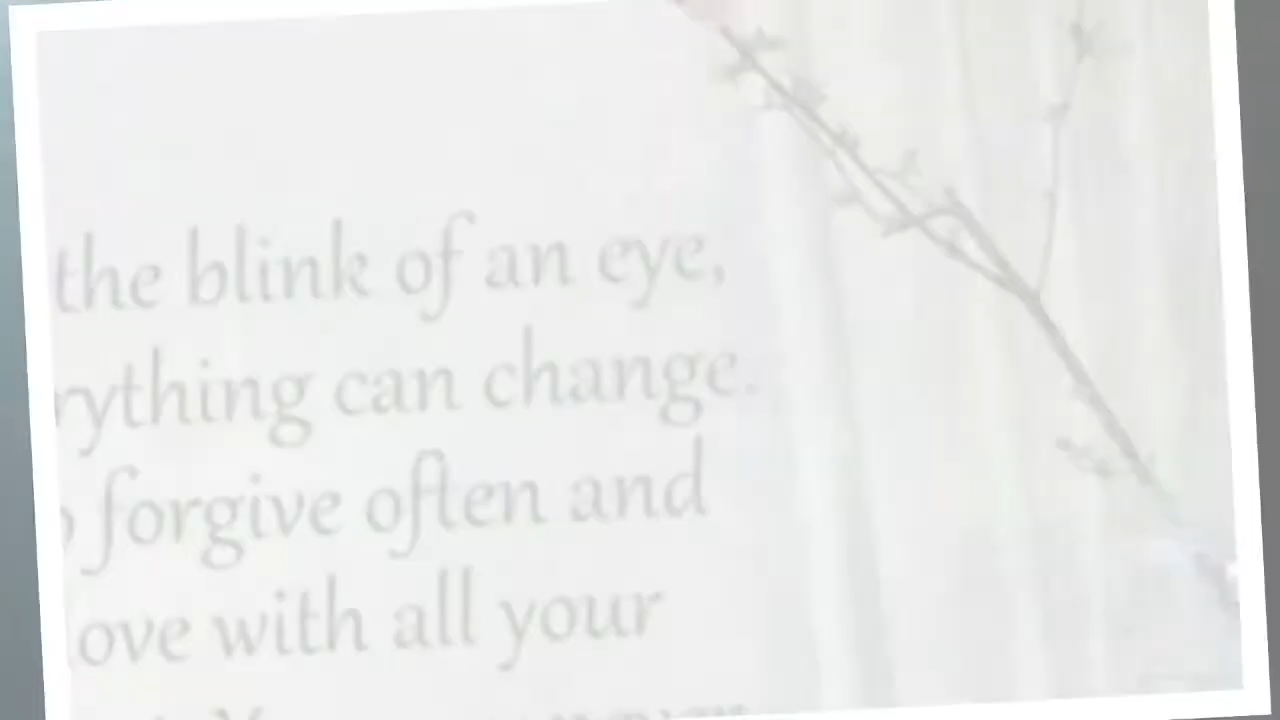 the blink of an eye,
rything can change.
forgive often and
ove with all your